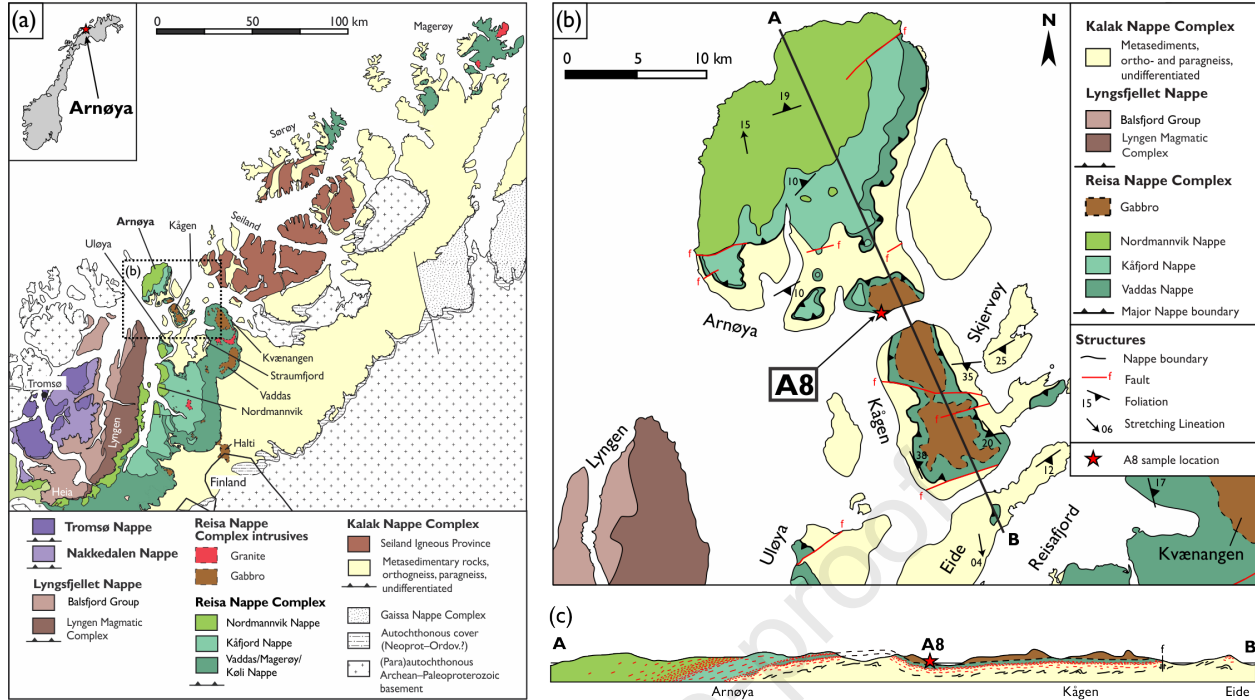 (a)
0
50
100 km
Magerøy
Arnøya
Sørøy
Arnøya
Kågen
Seiland
Uløya
(b)
Kvænangen
Straumfjord
Vaddas
Nordmannvik
Tromsø
Lyngen
Halti
Finland
Heia
Tromsø Nappe
Nakkedalen Nappe
Lyngsfjellet Nappe
Balsfjord Group
Lyngen Magmatic
Complex
Reisa Nappe
Complex intrusives
Granite
Gabbro
Reisa Nappe Complex
Nordmannvik Nappe
Kåfjord Nappe
Vaddas/Magerøy/
Køli Nappe
Kalak Nappe Complex
Seiland Igneous Province
Metasedimentary rocks,
orthogneiss, paragneiss,
undifferentiated
Gaissa Nappe Complex
Autochthonous cover
(Neoprot–Ordov.?)
(Para)autochthonous
Archean–Paleoproterozoic
basement
(b)
A
N
0
5
10 km
f
19
15
10
f
f
f
f
10
Arnøya
A8
Skjervøy
25
35
f
f
Kågen
20
38
f
12
Lyngen
Uløya
f
B
04
Eide
Reisafjord
17
Kvænangen
Kalak Nappe Complex
Metasediments,
ortho- and paragneiss,
undifferentiated
Lyngsfjellet Nappe
Balsfjord Group
Lyngen Magmatic
Complex
Reisa Nappe Complex
Gabbro
Nordmannvik Nappe
Kåfjord Nappe
Vaddas Nappe
Major Nappe boundary
Structures
Nappe boundary
f Fault
15 Foliation
06 Stretching Lineation
A8 sample location
proof
(c)
A
A8
f
B
Arnøya
Kågen
Eide